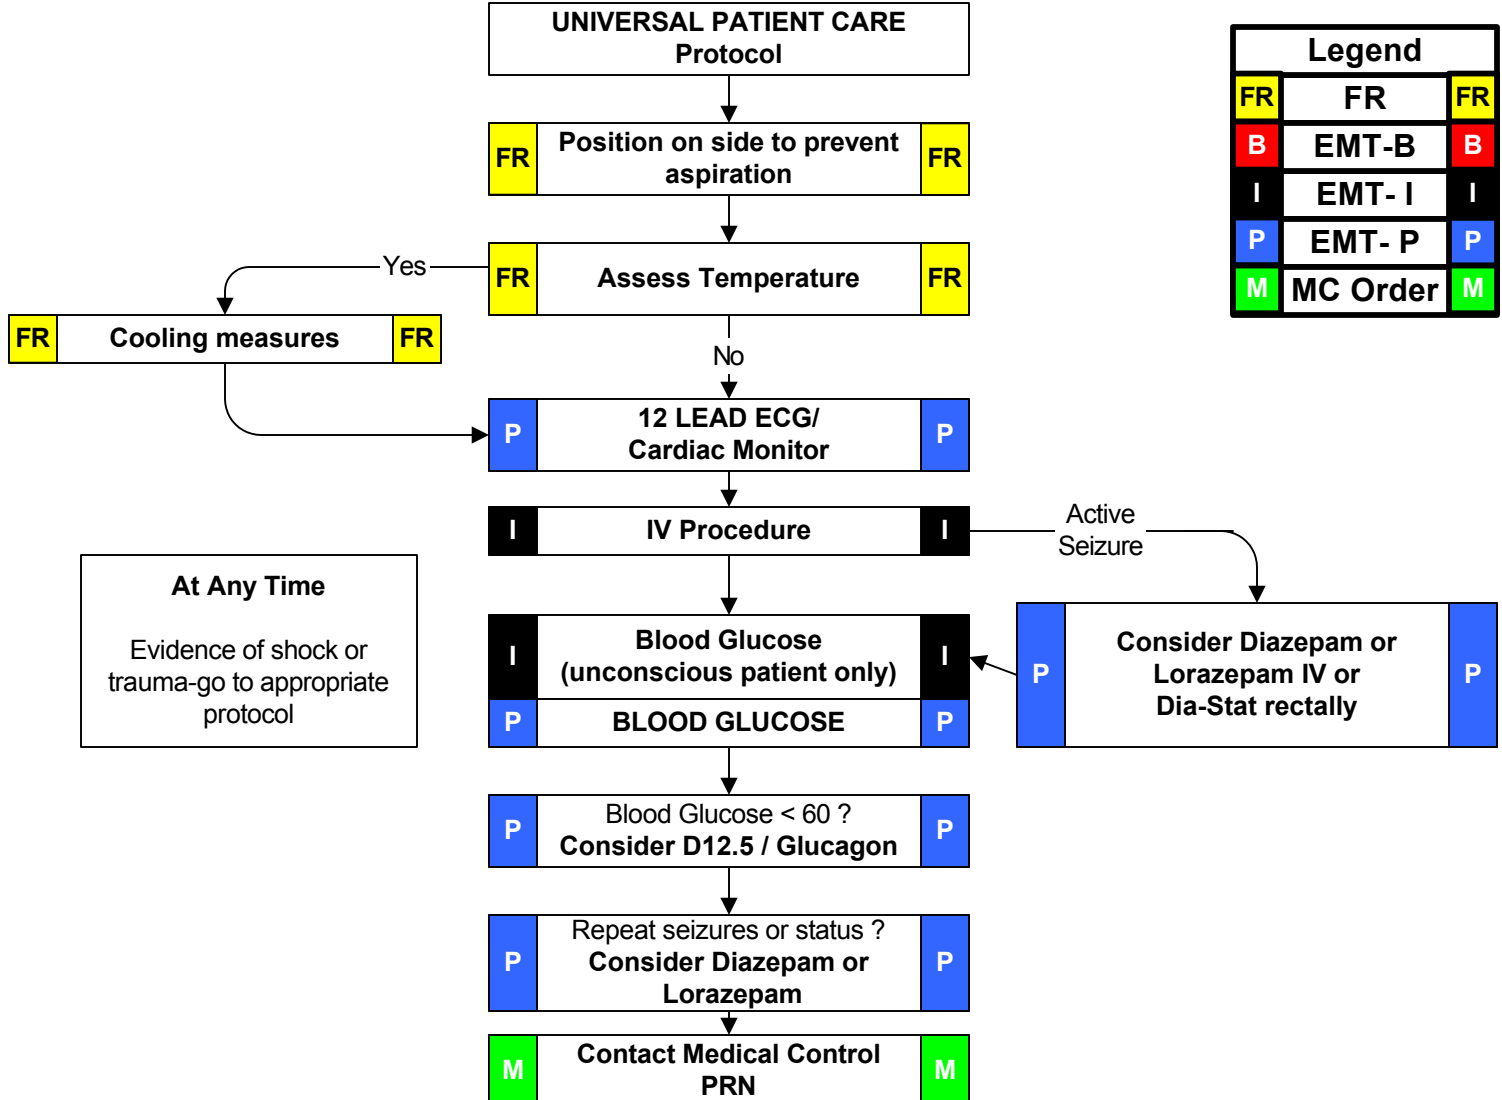 UNIVERSAL PATIENT CARE
Protocol
Legend
FR FR FR
B EMT-B B
I EMT- I I
P EMT- P P
M MC Order M
FR Position on side to prevent FR
aspiration
Yes
FR Assess Temperature FR
FR Cooling measures FR
No
P 12 LEAD ECG/ P
Cardiac Monitor
I IV Procedure I
Active
Seizure
At Any Time
Evidence of shock or
trauma-go to appropriate
protocol
I Blood Glucose I
(unconscious patient only)
P BLOOD GLUCOSE P
P Consider Diazepam or P
Lorazepam IV or
Dia-Stat rectally
P Blood Glucose < 60 ? P
Consider D12.5 / Glucagon
Repeat seizures or status ?
P Consider Diazepam or P
Lorazepam
M Contact Medical Control M
PRN